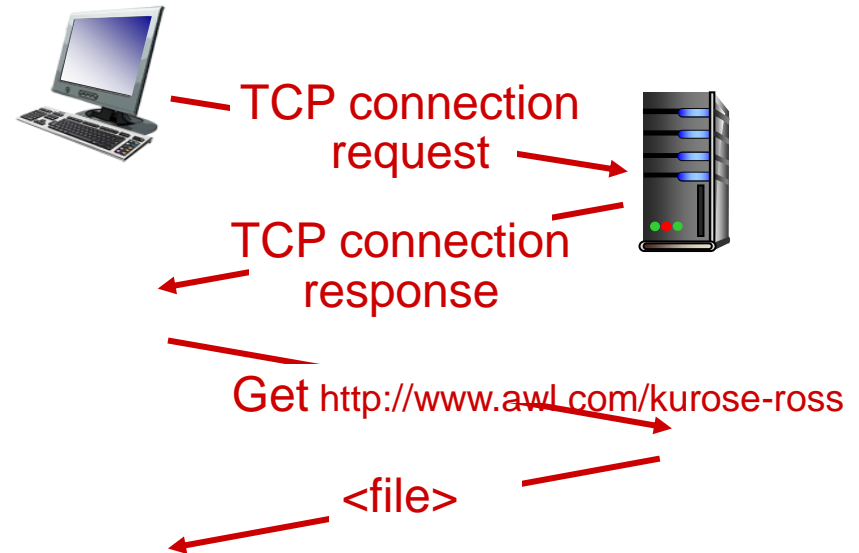 TCP connection
request
TCP connection
response
Get http://www.awl.com/kurose-ross
<file>